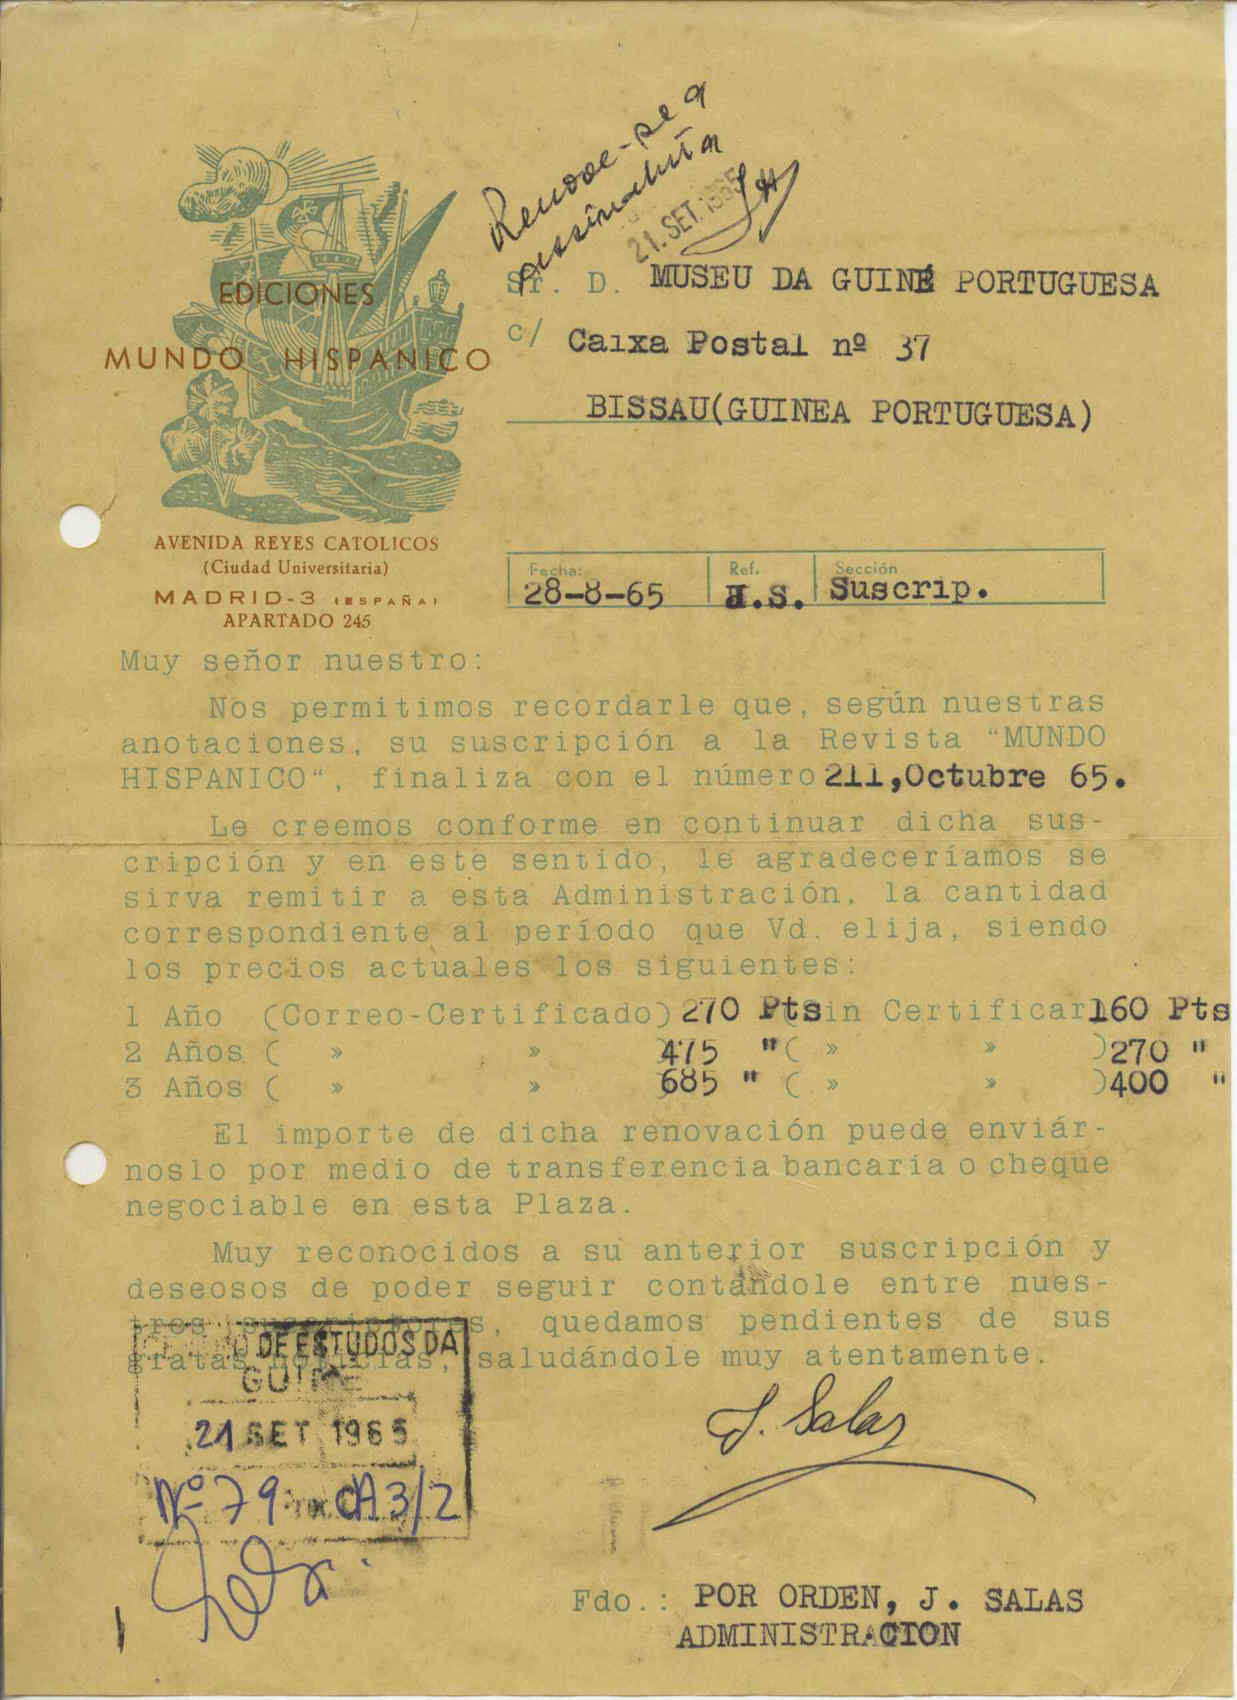 Renove-se a
assinatura
21. SET. 1965
EDICIONES
MUNDO HISPANICO
Sr. D. MUSEU DA GUINÉ PORTUGUESA
c/ Caixa Postal nº 37
BISSAU(GUINEA PORTUGUESA)
AVENIDA REYES CATOLICOS
(Ciudad Universitaria)
MADRID-3 (ESPAÑA)
APARTADO 245
Fecha: 28-8-65 Ref. J.S. Sección Suscrip.
Muy señor nuestro:
Nos permitimos recordarle que, según nuestras
anotaciones, su suscripción a la Revista "MUNDO
HISPANICO", finaliza con el número 211,Octubre 65.
Le creemos conforme en continuar dicha sus-
cripción y en este sentido, le agradeceríamos se
sirva remitir a esta Administración, la cantidad
correspondiente al período que Vd. elija, siendo
los precios actuales los siguientes:
1 Año (Correo-Certificado) 270 Pts in Certificar 160 Pts
2 Años ( » » ) 475 " ( » » ) 270 "
3 Años ( » » ) 685 " ( » » ) 400 "
El importe de dicha renovación puede enviár-
noslo por medio de transferencia bancaria o cheque
negociable en esta Plaza.
Muy reconocidos a su anterior suscripción y
deseosos de poder seguir contándole entre nues-
tros suscriptores, quedamos pendientes de sus
gratas noticias, saludándole muy atentamente.
DE ESTUDOS DA
GUINÉ
21 SET 1965
Nº 79 CA 3/2
J. Salas
Fdo.: POR ORDEN, J. SALAS
ADMINISTRACION